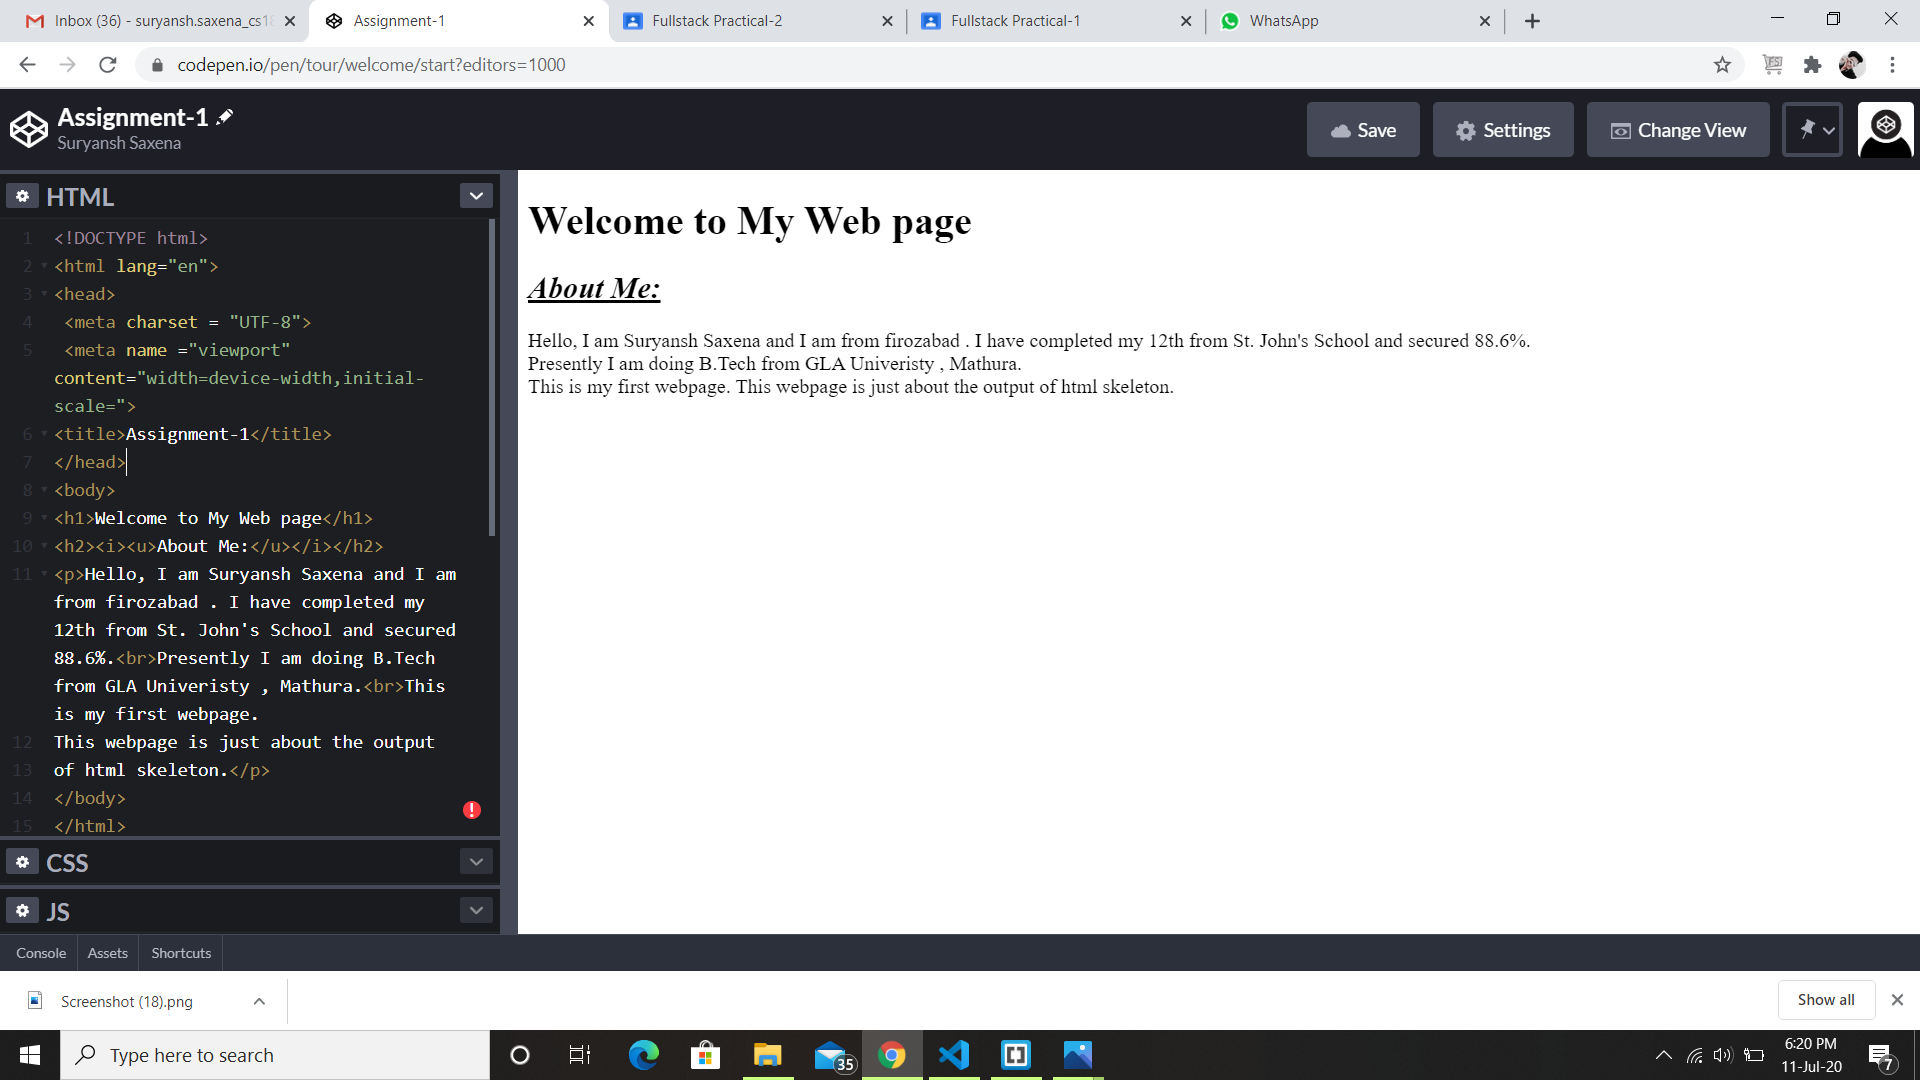 Inbox (36) - suryansh.saxena_cs18
Assignment-1
Fullstack Practical-2
Fullstack Practical-1
WhatsApp
codepen.io/pen/tour/welcome/start?editors=1000
Assignment-1
Suryansh Saxena
Save
Settings
Change View
HTML
1 <!DOCTYPE html>
2 <html lang="en">
3 <head>
4 <meta charset = "UTF-8">
5 <meta name ="viewport"
content="width=device-width,initial-
scale=">
6 <title>Assignment-1</title>
7 </head>
8 <body>
9 <h1>Welcome to My Web page</h1>
10 <h2><i><u>About Me:</u></i></h2>
11 <p>Hello, I am Suryansh Saxena and I am
from firozabad . I have completed my
12th from St. John's School and secured
88.6%.<br>Presently I am doing B.Tech
from GLA Univeristy , Mathura.<br>This
is my first webpage.
12 This webpage is just about the output
13 of html skeleton.</p>
14 </body>
15 </html>
CSS
JS
Welcome to My Web page
About Me:
Hello, I am Suryansh Saxena and I am from firozabad . I have completed my 12th from St. John's School and secured 88.6%.
Presently I am doing B.Tech from GLA Univeristy , Mathura.
This is my first webpage. This webpage is just about the output of html skeleton.
Console
Assets
Shortcuts
Screenshot (18).png
Show all
Type here to search
35
6:20 PM
11-Jul-20
7